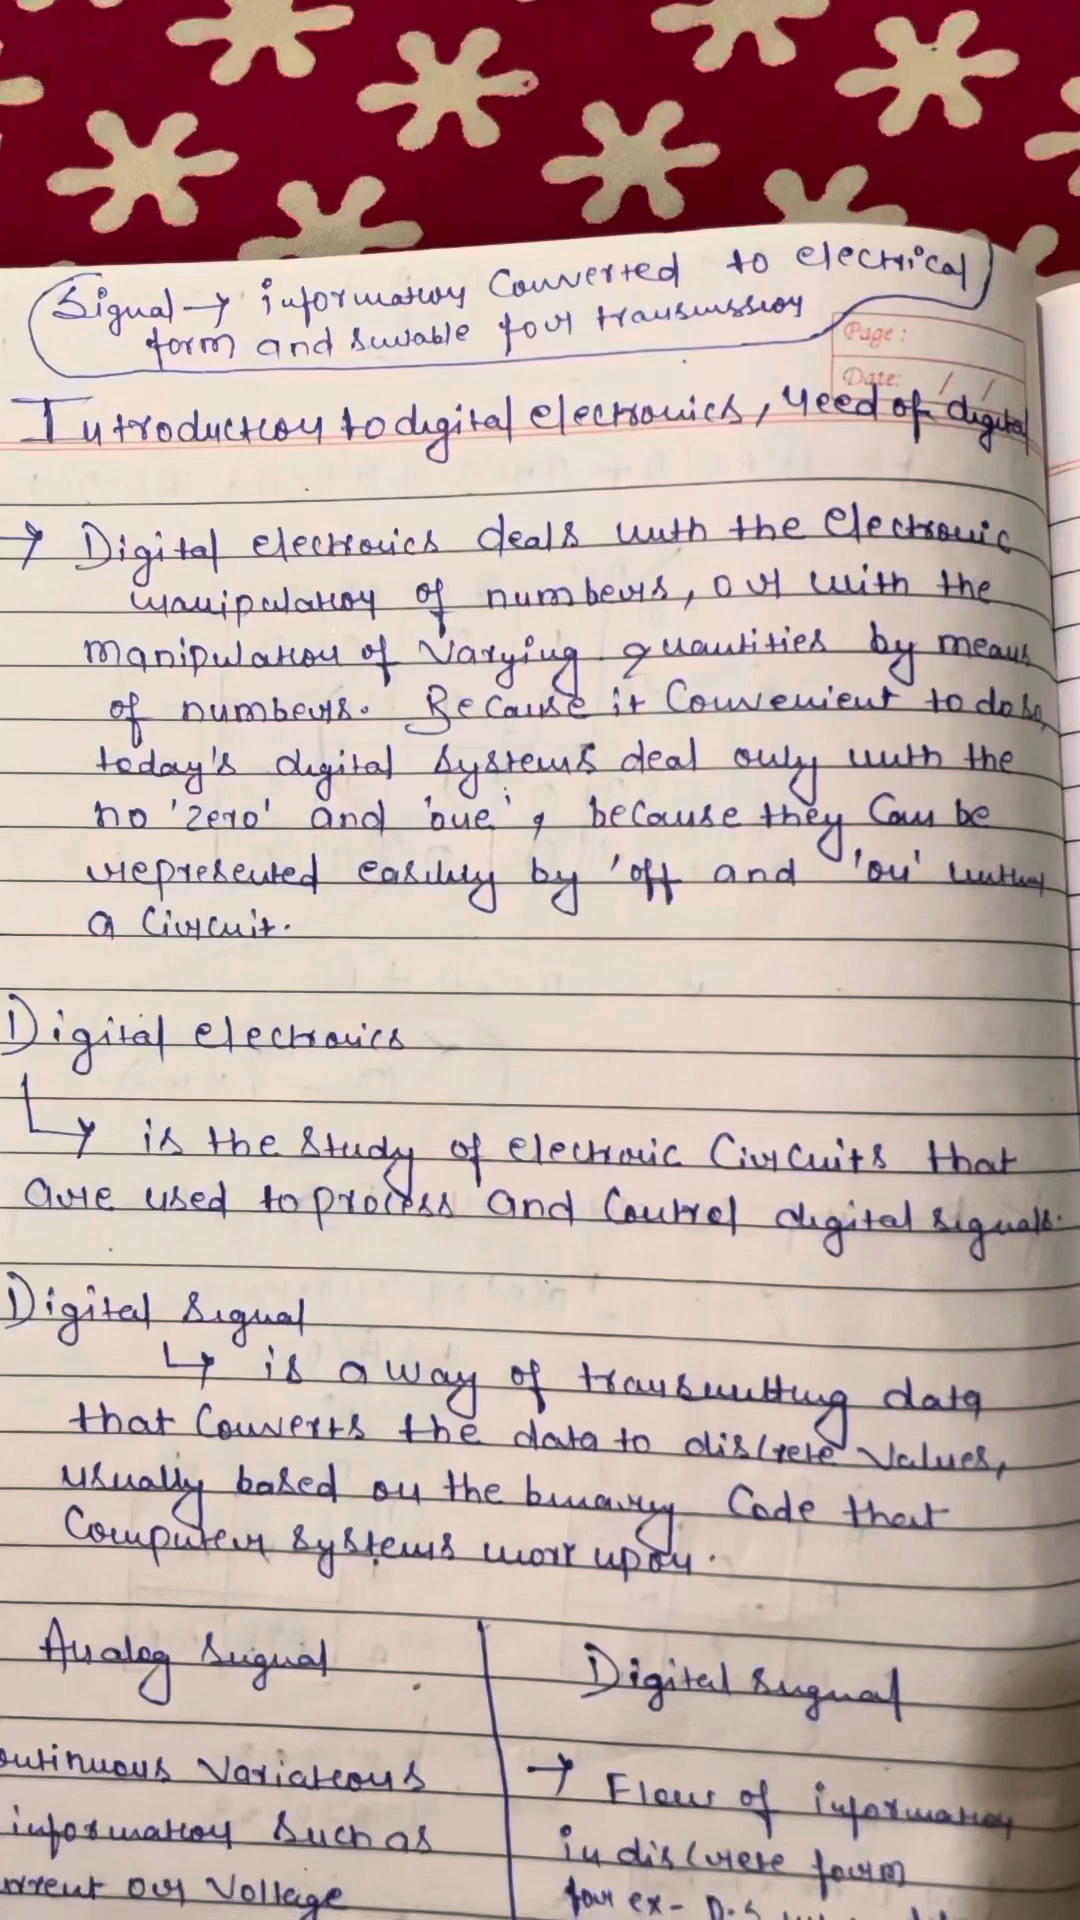 Signal → information Converted to electrical
form and suivable four transmission
Page :
Date: / /
Introduction to digital electronics, need of digital
→ Digital electronics deals with the electronic
manipulation of numbers, or with the
manipulation of Varying quantities by means
of numbers. Because it Convenient to do so,
today's digital systems deal only with the
no 'zero' and 'one', because they Can be
represented easily by 'off and 'on' within
a Circuit.
Digital electronics
↳ is the study of electronic Circuits that
are used to process and Control digital signals.
Digital signal
↳ is a way of transmitting data
that Converts the data to discrete Values,
usually based on the binary Code that
Computer systems work upon.
Analog signal
Digital signal
ontinuous Variations
information Such as
rrent or Voltage
→ Flow of information
in discrete form
for ex- D.S